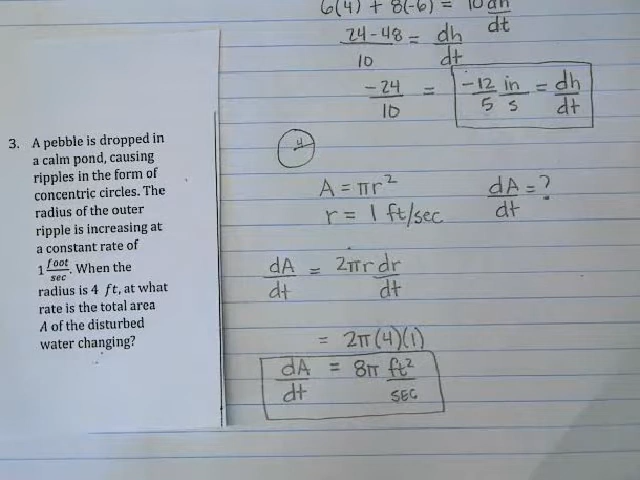 6(4) + 8(-6) = 10 dh/dt
24-48/10 = dh/dt
-24/10 = -12/5 in/s = dh/dt
3. A pebble is dropped in
a calm pond, causing
ripples in the form of
concentric circles. The
radius of the outer
ripple is increasing at
a constant rate of
1 foot/sec. When the
radius is 4 ft, at what
rate is the total area
A of the disturbed
water changing?
4
A = πr² dA/dt = ?
r = 1 ft/sec
dA/dt = 2πr dr/dt
= 2π(4)(1)
dA/dt = 8π ft²/SEC